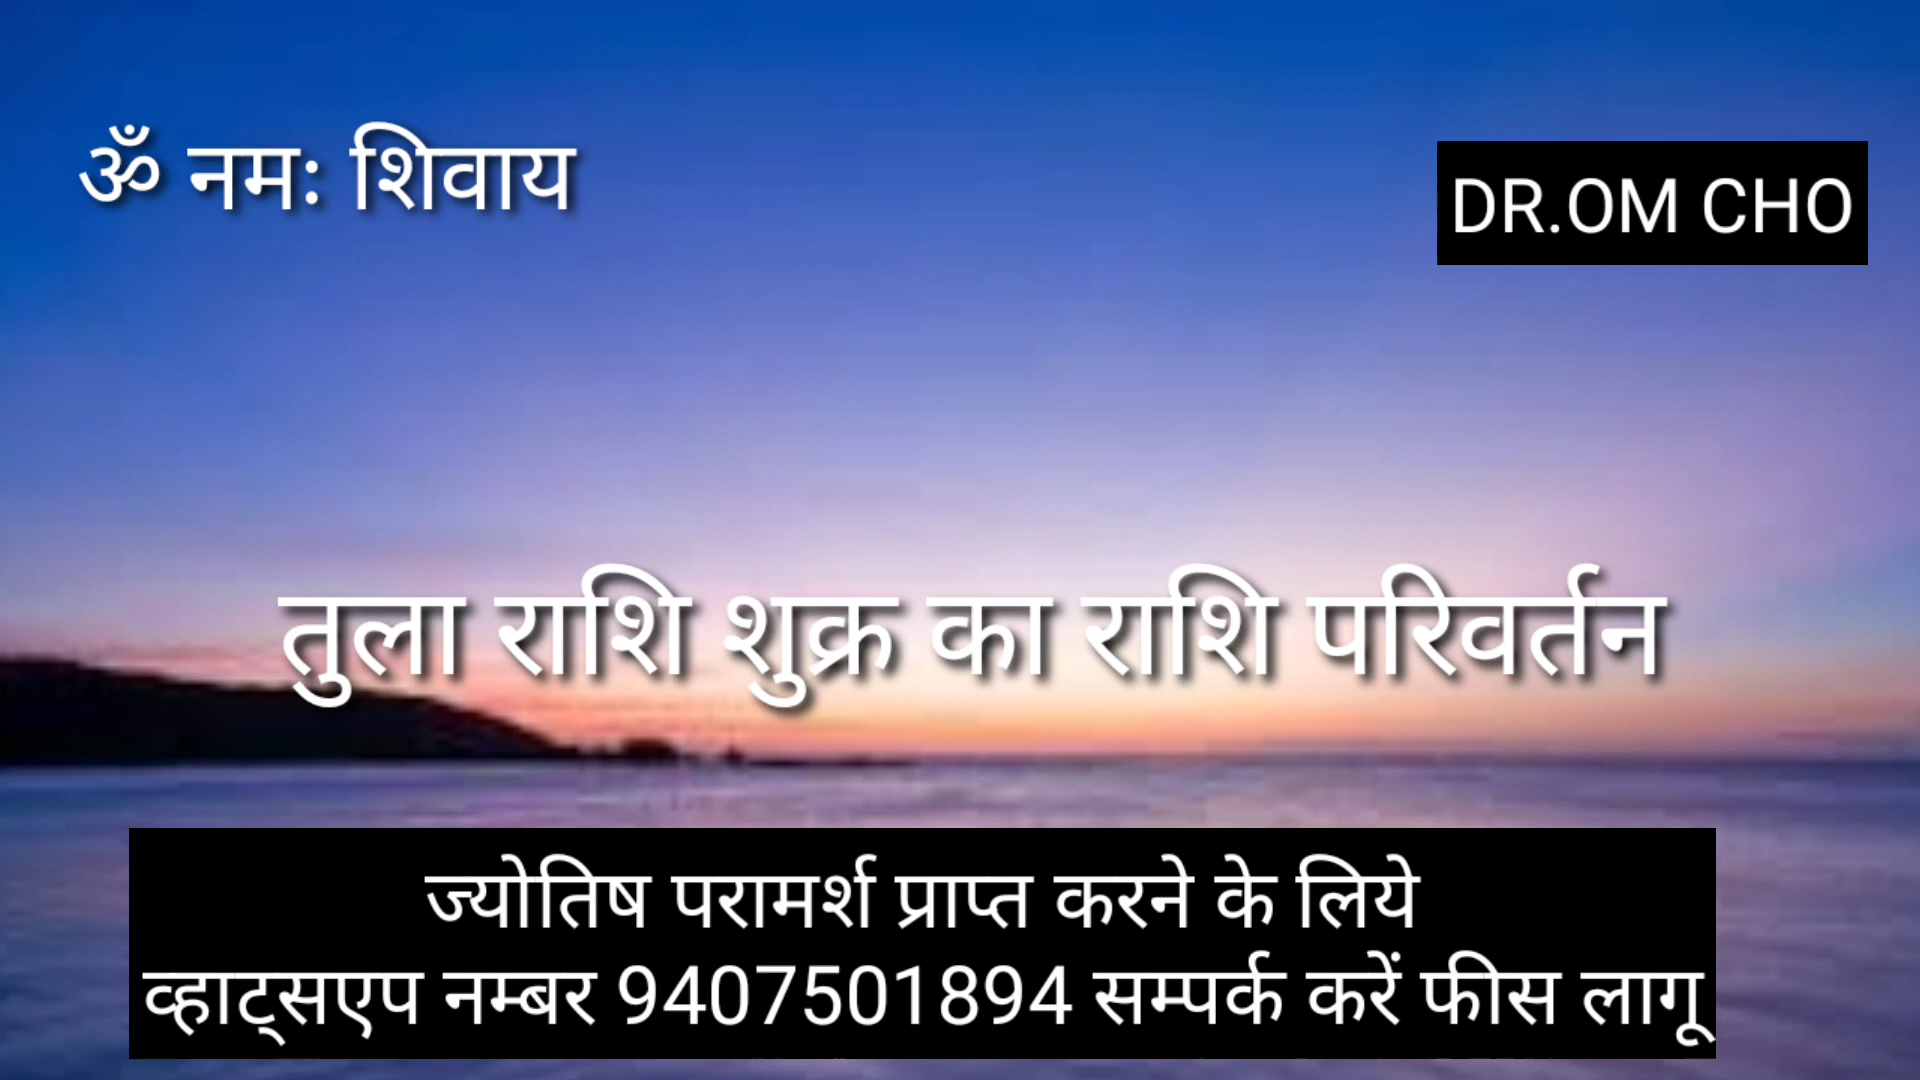 ॐ नमः शिवाय
DR.OM CHO
तुला राशि शुक्र का राशि परिवर्तन
ज्योतिष परामर्श प्राप्त करने के लिये
व्हाट्सएप नम्बर 9407501894 सम्पर्क करें फीस लागू